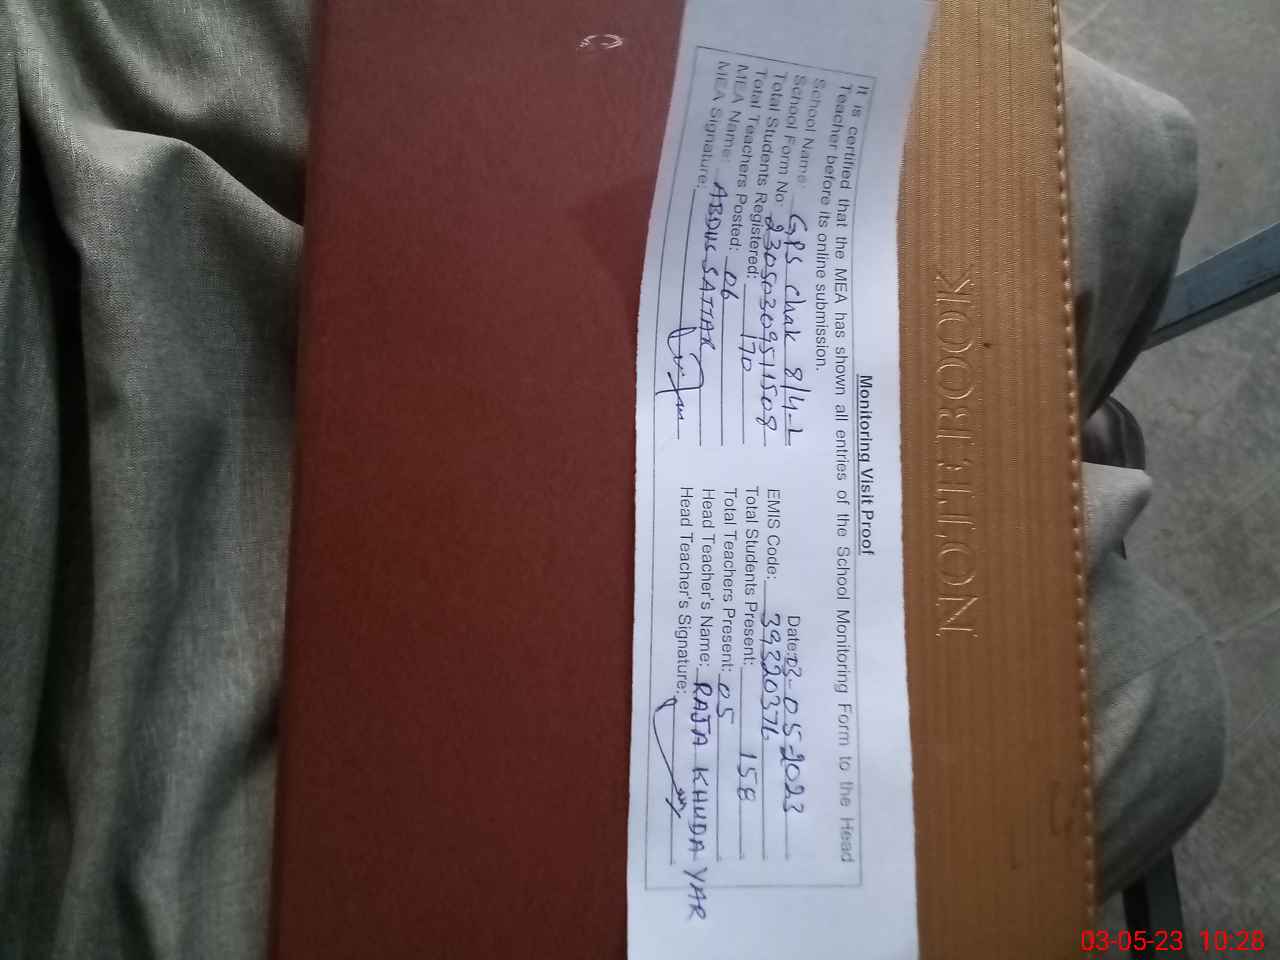 Monitoring Visit Proof
It is certified that the MEA has shown all entries of the School Monitoring Form to the Head
Teacher before its online submission.
Date: 03-05-2023
School Name: GPS chak 8/4-L
EMIS Code: 39320376
School Form No: 23050309511508
Total Students Registered: 170
Total Students Present: 158
Total Teachers Posted: 06
Total Teachers Present: 05
MEA Name: ABDUS SATTAR
Head Teacher's Name: RAJA KHUDA YAR
MEA Signature:
Head Teacher's Signature:
NOTEBOOK
03-05-23 10:28